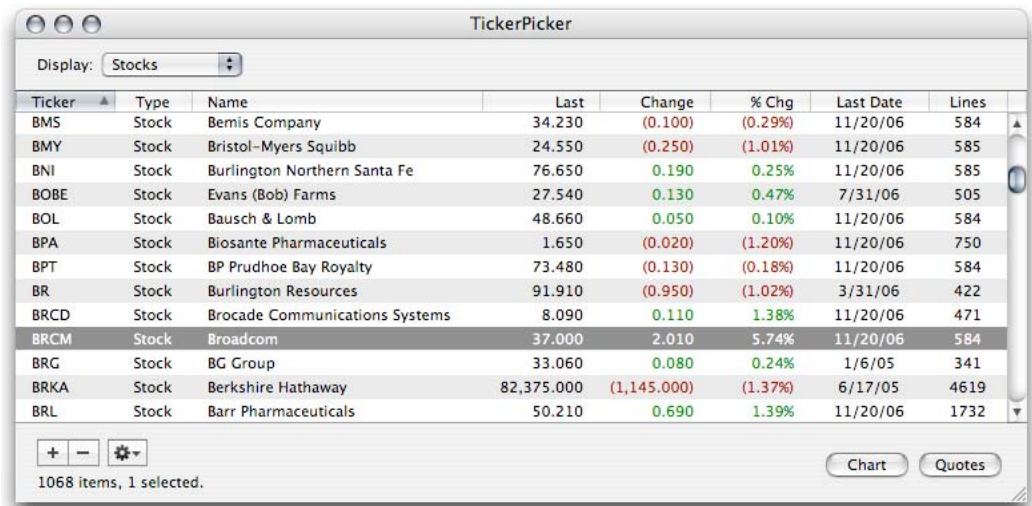 TickerPicker
Display: Stocks
Ticker Type Name Last Change % Chg Last Date Lines
BMS Stock Bemis Company 34.230 (0.100) (0.29%) 11/20/06 584
BMY Stock Bristol-Myers Squibb 24.550 (0.250) (1.01%) 11/20/06 585
BNI Stock Burlington Northern Santa Fe 76.650 0.190 0.25% 11/20/06 585
BOBE Stock Evans (Bob) Farms 27.540 0.130 0.47% 7/31/06 505
BOL Stock Bausch & Lomb 48.660 0.050 0.10% 11/20/06 584
BPA Stock Biosante Pharmaceuticals 1.650 (0.020) (1.20%) 11/20/06 750
BPT Stock BP Prudhoe Bay Royalty 73.480 (0.130) (0.18%) 11/20/06 584
BR Stock Burlington Resources 91.910 (0.950) (1.02%) 3/31/06 422
BRCD Stock Brocade Communications Systems 8.090 0.110 1.38% 11/20/06 471
BRCM Stock Broadcom 37.000 2.010 5.74% 11/20/06 584
BRG Stock BG Group 33.060 0.080 0.24% 1/6/05 341
BRKA Stock Berkshire Hathaway 82,375.000 (1,145.000) (1.37%) 6/17/05 4619
BRL Stock Barr Pharmaceuticals 50.210 0.690 1.39% 11/20/06 1732
+ −
Chart Quotes
1068 items, 1 selected.